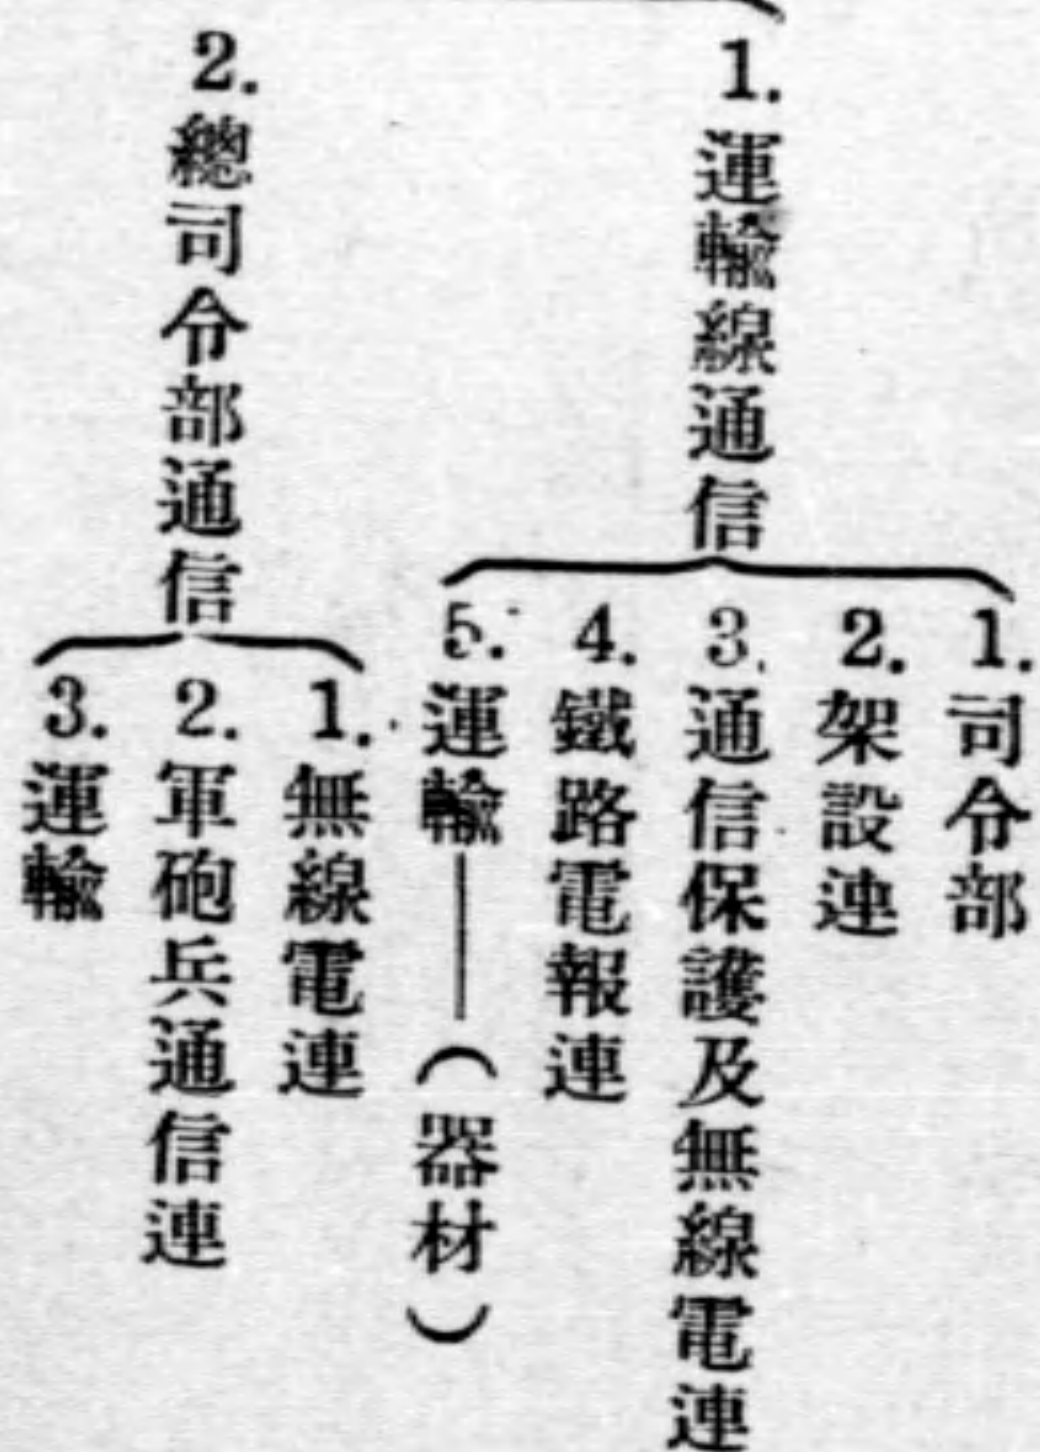 1.運輸線通信
1.司令部
2.架設連
3.通信保護及無線電連
4.鐵路電報連
5.運輸——(器材)
2.總司令部通信
1.無線電連
2.軍砲兵通信連
3.運輸